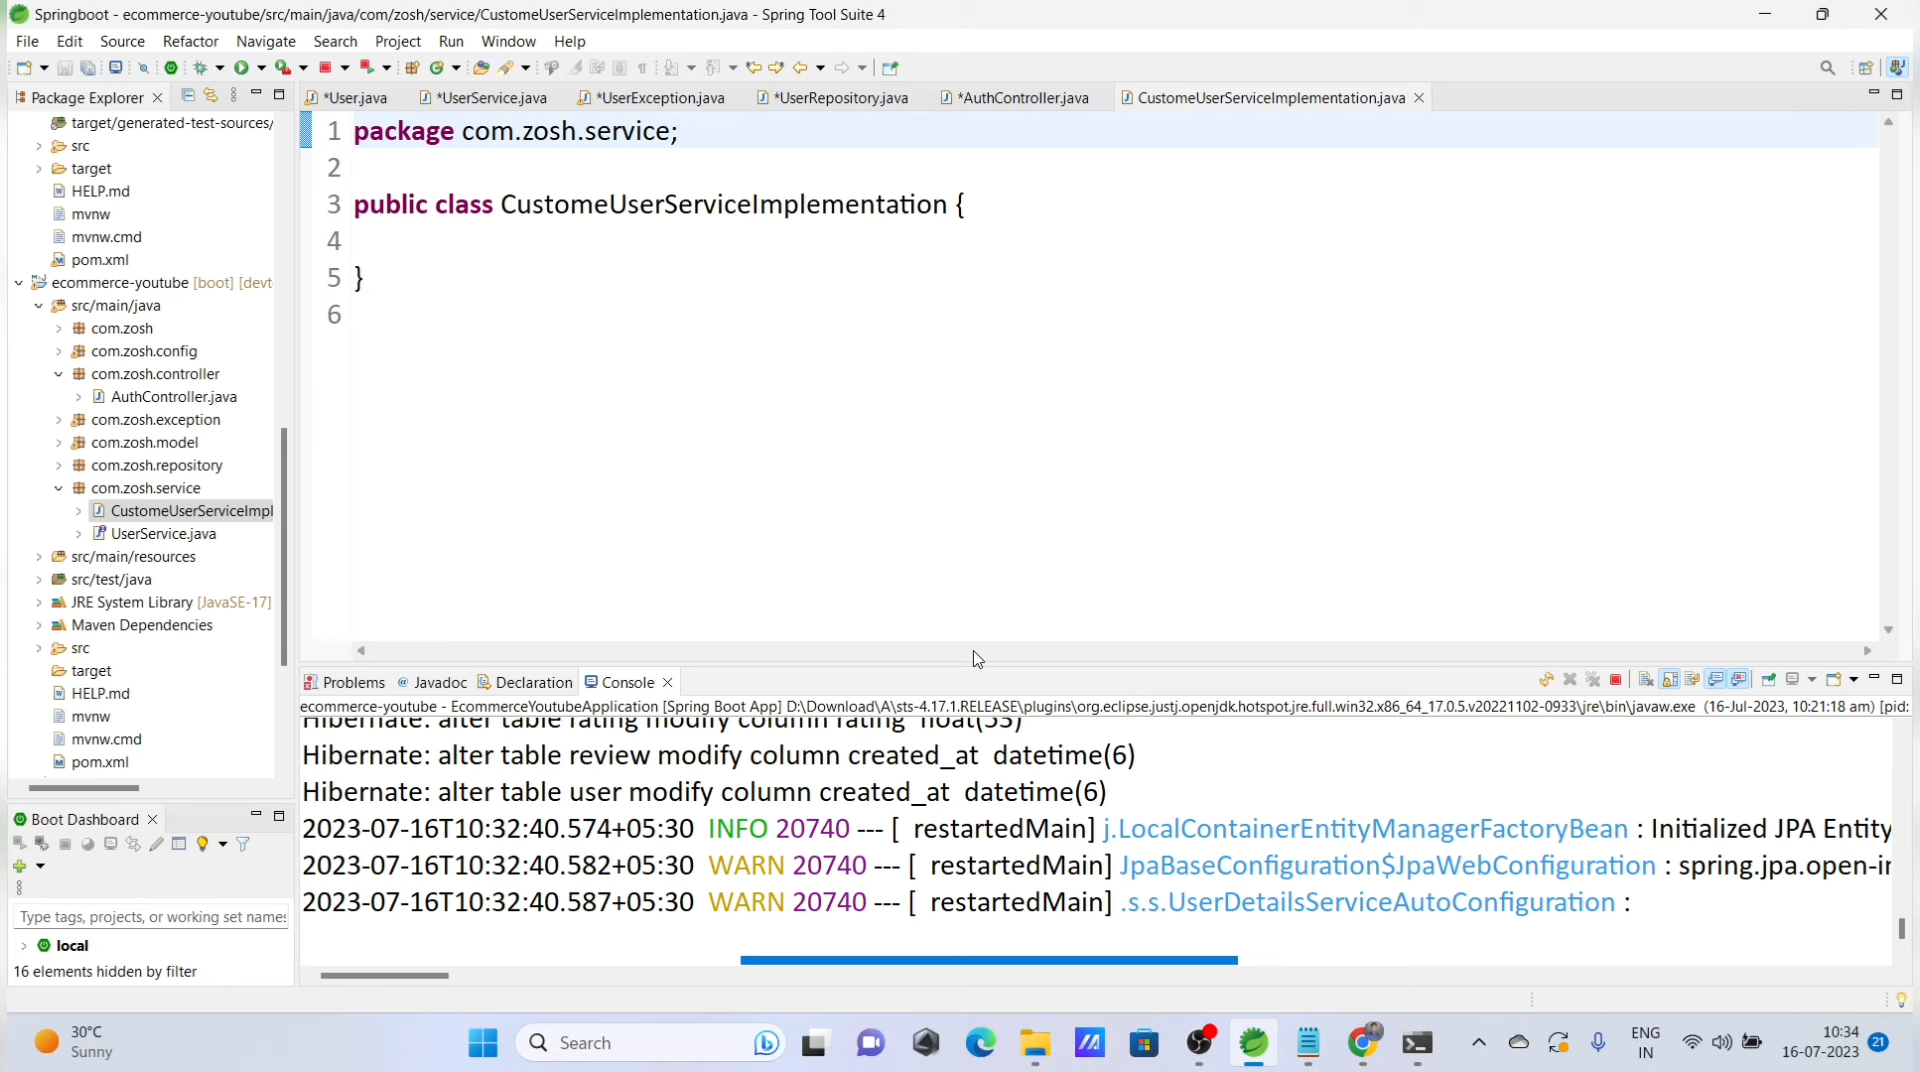 Springboot - ecommerce-youtube/src/main/java/com/zosh/service/CustomeUserServiceImplementation.java - Spring Tool Suite 4
File Edit Source Refactor Navigate Search Project Run Window Help
Package Explorer
*User.java *UserService.java *UserException.java *UserRepository.java *AuthController.java CustomeUserServiceImplementation.java
target/generated-test-sources/
src
target
HELP.md
mvnw
mvnw.cmd
pom.xml
ecommerce-youtube [boot] [devt
src/main/java
com.zosh
com.zosh.config
com.zosh.controller
AuthController.java
com.zosh.exception
com.zosh.model
com.zosh.repository
com.zosh.service
CustomeUserServiceImpl
UserService.java
src/main/resources
src/test/java
JRE System Library [JavaSE-17]
Maven Dependencies
src
target
HELP.md
mvnw
mvnw.cmd
pom.xml
1 package com.zosh.service;
2
3 public class CustomeUserServiceImplementation {
4
5 }
6
Problems Javadoc Declaration Console
ecommerce-youtube - EcommerceYoutubeApplication [Spring Boot App] D:\Download\A\sts-4.17.1.RELEASE\plugins\org.eclipse.justj.openjdk.hotspot.jre.full.win32.x86_64_17.0.5.v20221102-0933\jre\bin\javaw.exe (16-Jul-2023, 10:21:18 am) [pid:
Hibernate: alter table rating modify column rating float(53)
Hibernate: alter table review modify column created_at datetime(6)
Hibernate: alter table user modify column created_at datetime(6)
2023-07-16T10:32:40.574+05:30 INFO 20740 --- [ restartedMain] j.LocalContainerEntityManagerFactoryBean : Initialized JPA Entity
2023-07-16T10:32:40.582+05:30 WARN 20740 --- [ restartedMain] JpaBaseConfiguration$JpaWebConfiguration : spring.jpa.open-in
2023-07-16T10:32:40.587+05:30 WARN 20740 --- [ restartedMain] .s.s.UserDetailsServiceAutoConfiguration :
Boot Dashboard
Type tags, projects, or working set names
local
16 elements hidden by filter
30°C
Sunny
Search
ENG
IN
10:34
16-07-2023
21